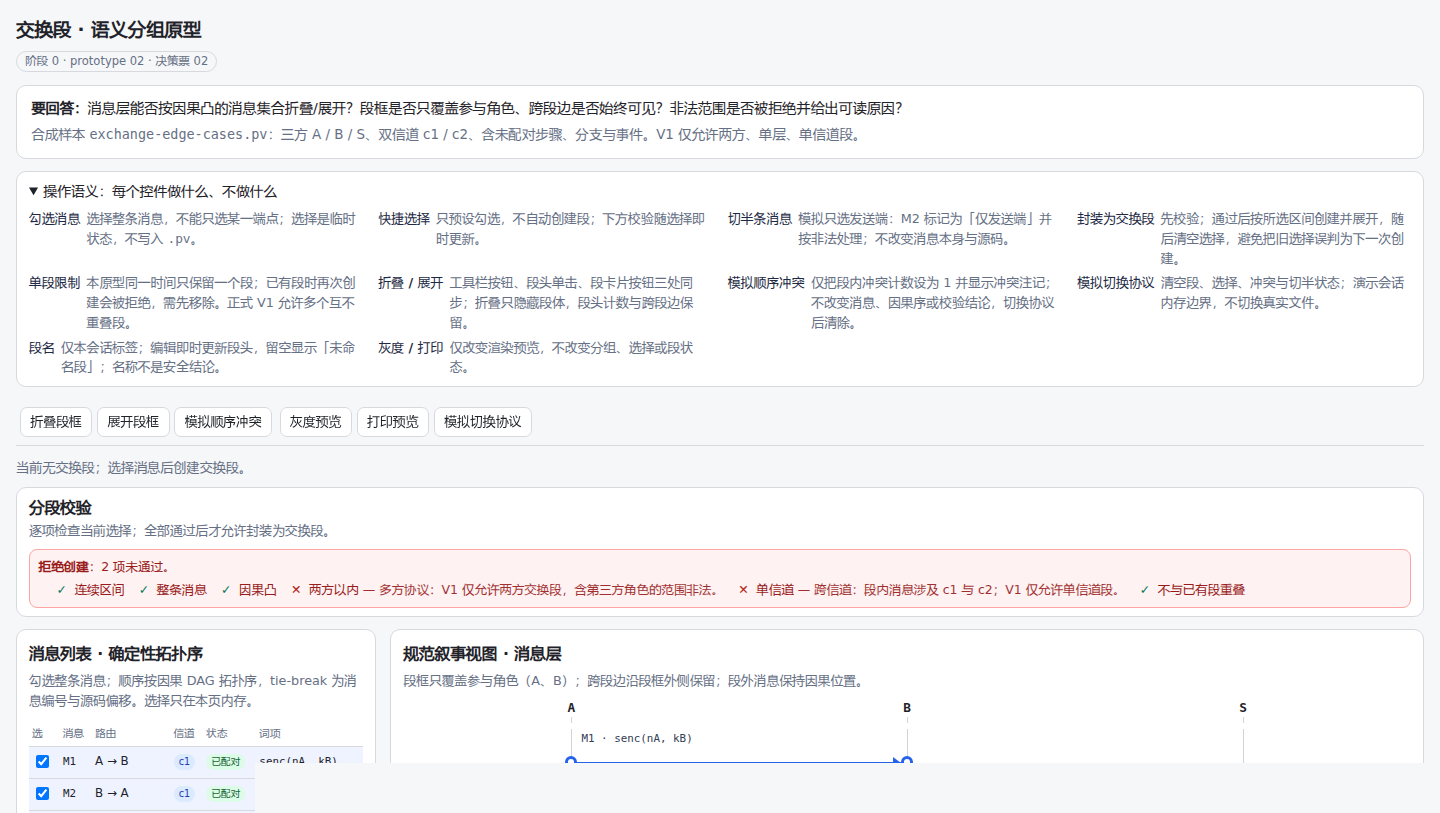 交换段 · 语义分组原型
阶段 0 · prototype 02 · 决策票 02
要回答：消息层能否按因果凸的消息集合折叠/展开？段框是否只覆盖参与角色、跨段边是否始终可见？非法范围是否被拒绝并给出可读原因？
合成样本 exchange-edge-cases.pv：三方 A / B / S、双信道 c1 / c2、含未配对步骤、分支与事件。V1 仅允许两方、单层、单信道段。
▼ 操作语义：每个控件做什么、不做什么
勾选消息 选择整条消息，不能只选某一端点；选择是临时
状态，不写入 .pv。
快捷选择 只预设勾选，不自动创建段；下方校验随选择即
时更新。
切半条消息 模拟只选发送端：M2 标记为「仅发送端」并
按非法处理；不改变消息本身与源码。
封装为交换段 先校验；通过后按所选区间创建并展开，随
后清空选择，避免把旧选择误判为下一次创
建。
单段限制 本原型同一时间只保留一个段；已有段时再次创
建会被拒绝，需先移除。正式 V1 允许多个互不
重叠段。
折叠 / 展开 工具栏按钮、段头单击、段卡片按钮三处同
步；折叠只隐藏段体，段头计数与跨段边保
留。
模拟顺序冲突 仅把段内冲突计数设为 1 并显示冲突注记；
不改变消息、因果序或校验结论，切换协议
后清除。
模拟切换协议 清空段、选择、冲突与切半状态；演示会话
内存边界，不切换真实文件。
段名 仅本会话标签；编辑即时更新段头，留空显示「未命
名段」；名称不是安全结论。
灰度 / 打印 仅改变渲染预览，不改变分组、选择或段状
态。
折叠段框 展开段框 模拟顺序冲突 灰度预览 打印预览 模拟切换协议
当前无交换段；选择消息后创建交换段。
分段校验
逐项检查当前选择；全部通过后才允许封装为交换段。
拒绝创建：2 项未通过。
✓ 连续区间 ✓ 整条消息 ✓ 因果凸 ✕ 两方以内 — 多方协议：V1 仅允许两方交换段，含第三方角色的范围非法。 ✕ 单信道 — 跨信道：段内消息涉及 c1 与 c2；V1 仅允许单信道段。 ✓ 不与已有段重叠
消息列表 · 确定性拓扑序
勾选整条消息；顺序按因果 DAG 拓扑序，tie-break 为消
息编号与源码偏移。选择只在本页内存。
选 消息 路由 信道 状态 词项
M1 A → B c1 已配对 senc(nA, kB)
M2 B → A c1 已配对
规范叙事视图 · 消息层
段框只覆盖参与角色（A、B）；跨段边沿段框外侧保留；段外消息保持因果位置。
A B S
M1 · senc(nA, kB)